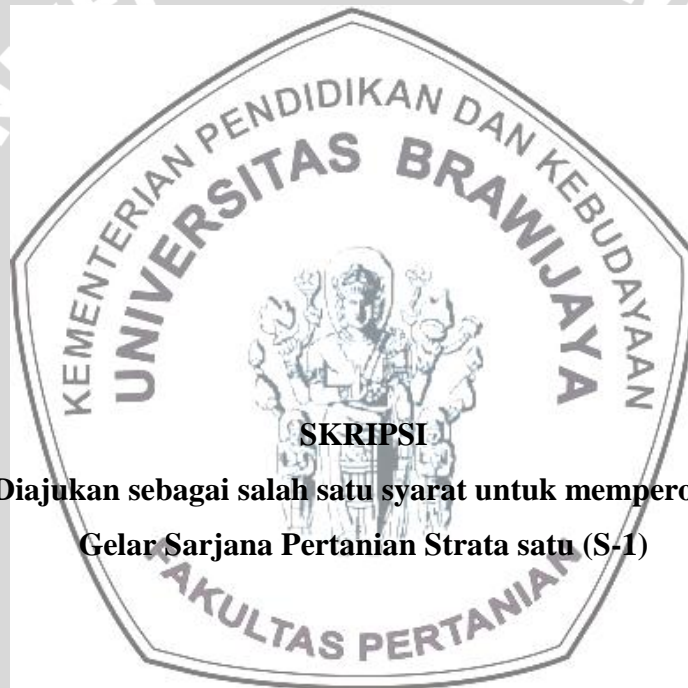 KEMENTERIAN PENDIDIKAN DAN KEBUDAYAAN
UNIVERSITAS BRAWIJAYA
SKRIPSI
Diajukan sebagai salah satu syarat untuk mempero
Gelar Sarjana Pertanian Strata satu (S-1)
FAKULTAS PERTANIAN